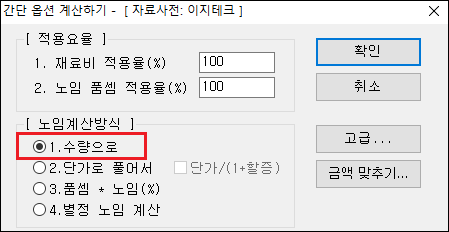 간단 옵션 계산하기 - [ 자료사전: 이지테크 ]
[ 적용요율 ]
1. 재료비 적용율(%) 100
2. 노임 품셈 적용율(%) 100
확인
취소
[ 노임계산방식 ]
1.수량으로
2.단가로 풀어서 단가/(1+할증)
3.품셈 * 노임(%)
4.별정 노임 계산
고급...
금액 맞추기...